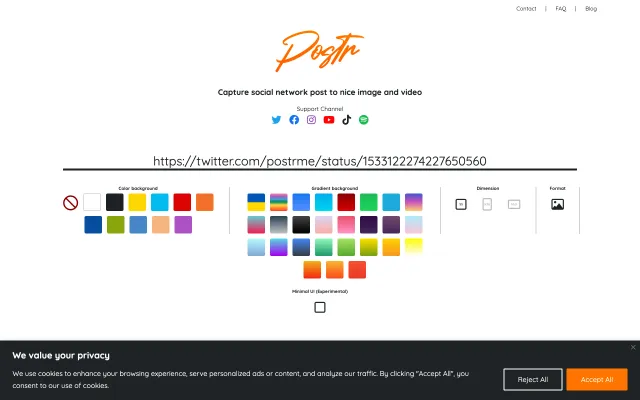 Contact | FAQ | Blog
Postr
Capture social network post to nice image and video
Support Channel
https://twitter.com/postrme/status/1533122274227650560
Color background
Gradient background
Dimension
Format
Minimal UI (Experimental)
We value your privacy
We use cookies to enhance your browsing experience, serve personalized ads or content, and analyze our traffic. By clicking "Accept All", you
consent to our use of cookies.
Reject All
Accept All